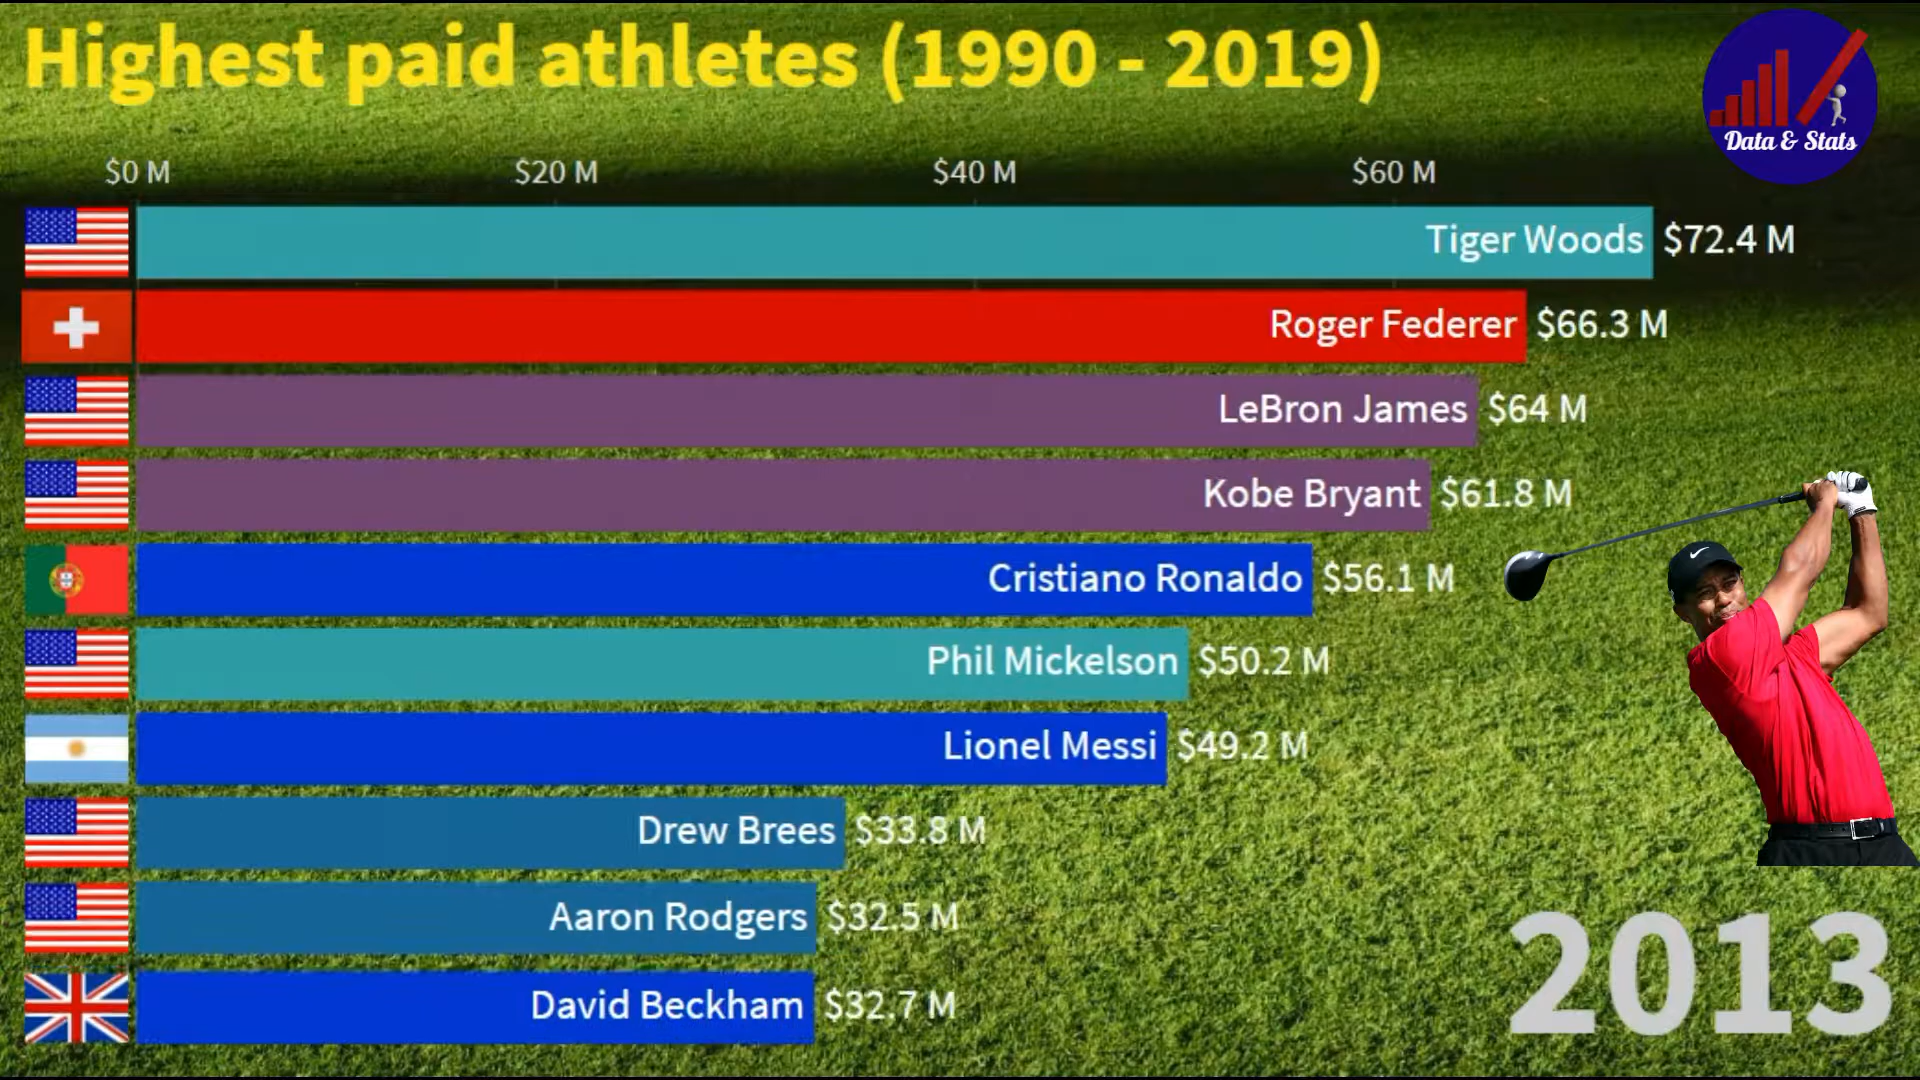 Highest paid athletes (1990 - 2019)
Data & Stats
$0 M $20 M $40 M $60 M
Tiger Woods $72.4 M
Roger Federer $66.3 M
LeBron James $64 M
Kobe Bryant $61.8 M
Cristiano Ronaldo $56.1 M
Phil Mickelson $50.2 M
Lionel Messi $49.2 M
Drew Brees $33.8 M
Aaron Rodgers $32.5 M
David Beckham $32.7 M
2013